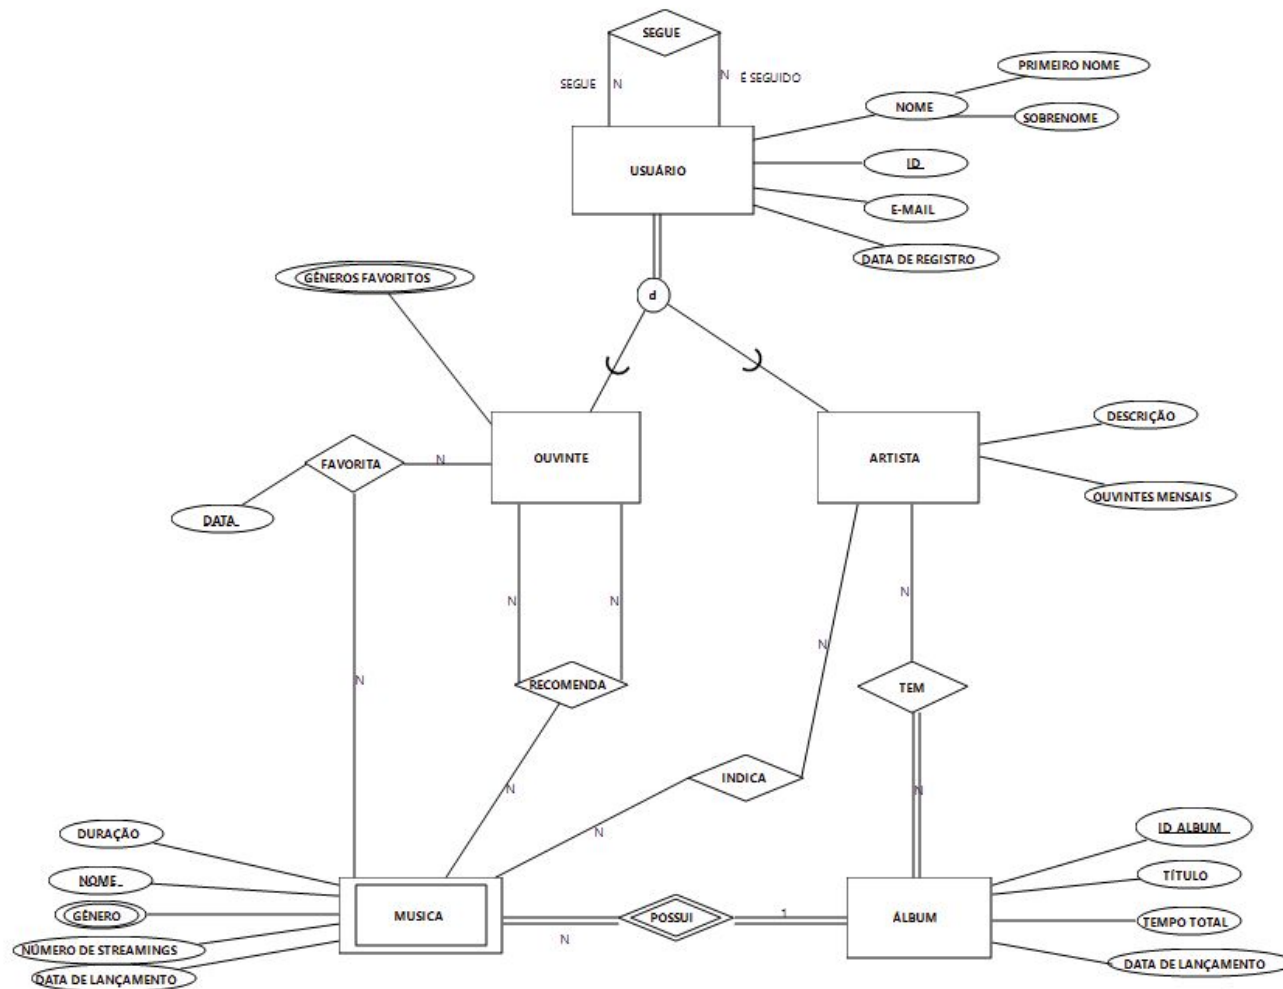 SEGUE
SEGUE N
N É SEGUIDO
PRIMEIRO NOME
NOME
SOBRENOME
USUÁRIO
ID
E-MAIL
DATA DE REGISTRO
GÊNEROS FAVORITOS
d
OUVINTE
ARTISTA
DESCRIÇÃO
OUVINTES MENSAIS
FAVORITA
N
DATA
N
N
N
N
N
RECOMENDA
TEM
N
INDICA
N
N
N
DURAÇÃO
NOME
GÊNERO
NÚMERO DE STREAMINGS
DATA DE LANÇAMENTO
MUSICA
N
POSSUI
1
ÁLBUM
ID ALBUM
TÍTULO
TEMPO TOTAL
DATA DE LANÇAMENTO